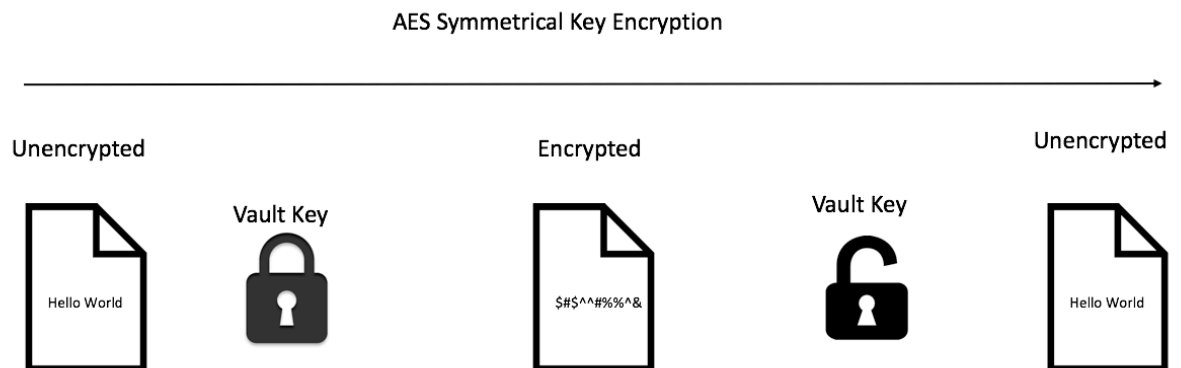 AES Symmetrical Key Encryption
Unencrypted
Encrypted
Unencrypted
Vault Key
Vault Key
Hello World
$#$^^#%%^&
Hello World